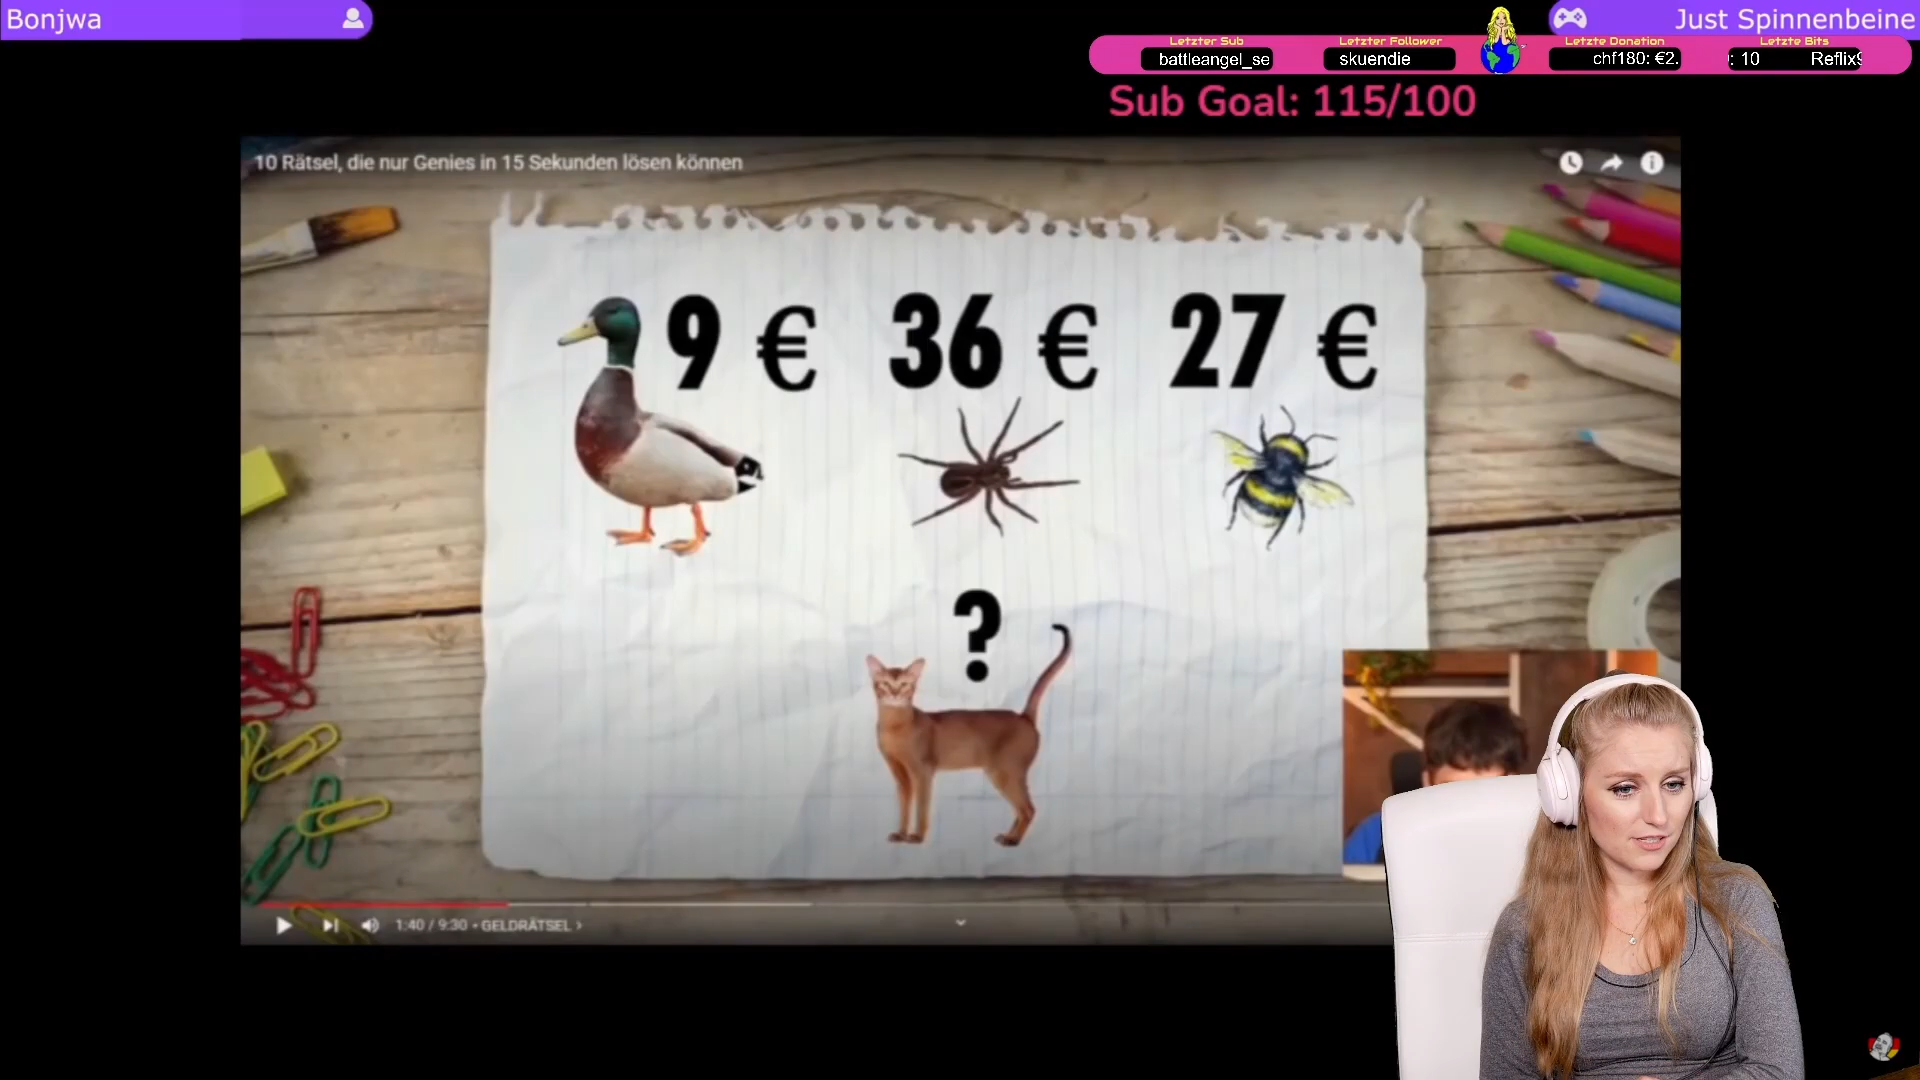 Bonjwa
Just Spinnenbeine
Letzter Sub
Letzter Follower
Letzte Donation
Letzte Bits
battleangel_se
skuendie
chf180: €2.
: 10
Reflix
Sub Goal: 115/100
10 Rätsel, die nur Genies in 15 Sekunden lösen können
9 €
36 €
27 €
?
1:40 / 9:30 • GELDRÄTSEL ›